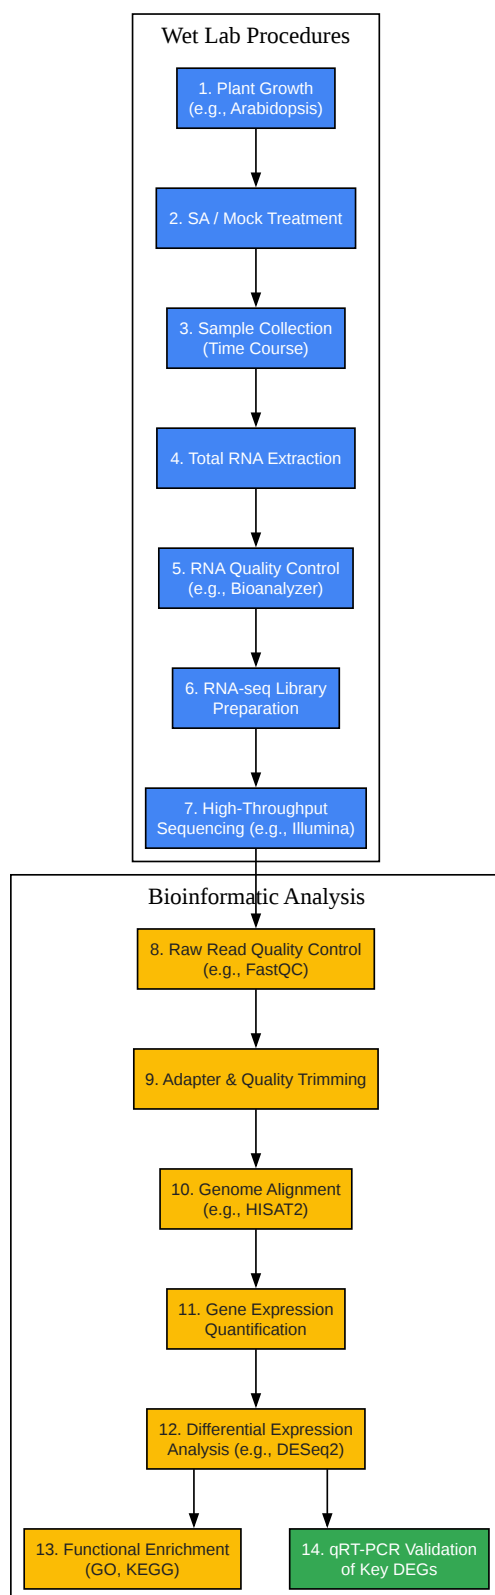 Wet Lab Procedures
1. Plant Growth
(e.g., Arabidopsis)
2. SA / Mock Treatment
3. Sample Collection
(Time Course)
4. Total RNA Extraction
5. RNA Quality Control
(e.g., Bioanalyzer)
6. RNA-seq Library
Preparation
7. High-Throughput
Sequencing (e.g., Illumina)
Bioinformatic Analysis
8. Raw Read Quality Control
(e.g., FastQC)
9. Adapter & Quality Trimming
10. Genome Alignment
(e.g., HISAT2)
11. Gene Expression
Quantification
12. Differential Expression
Analysis (e.g., DESeq2)
13. Functional Enrichment
(GO, KEGG)
14. qRT-PCR Validation
of Key DEGs